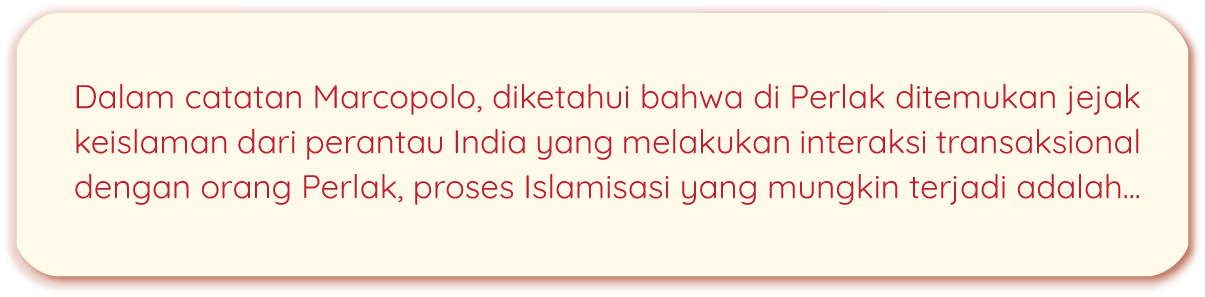 Dalam catatan Marcopolo, diketahui bahwa di Perlak ditemukan jejak
keislaman dari perantau India yang melakukan interaksi transaksional
dengan orang Perlak, proses Islamisasi yang mungkin terjadi adalah...